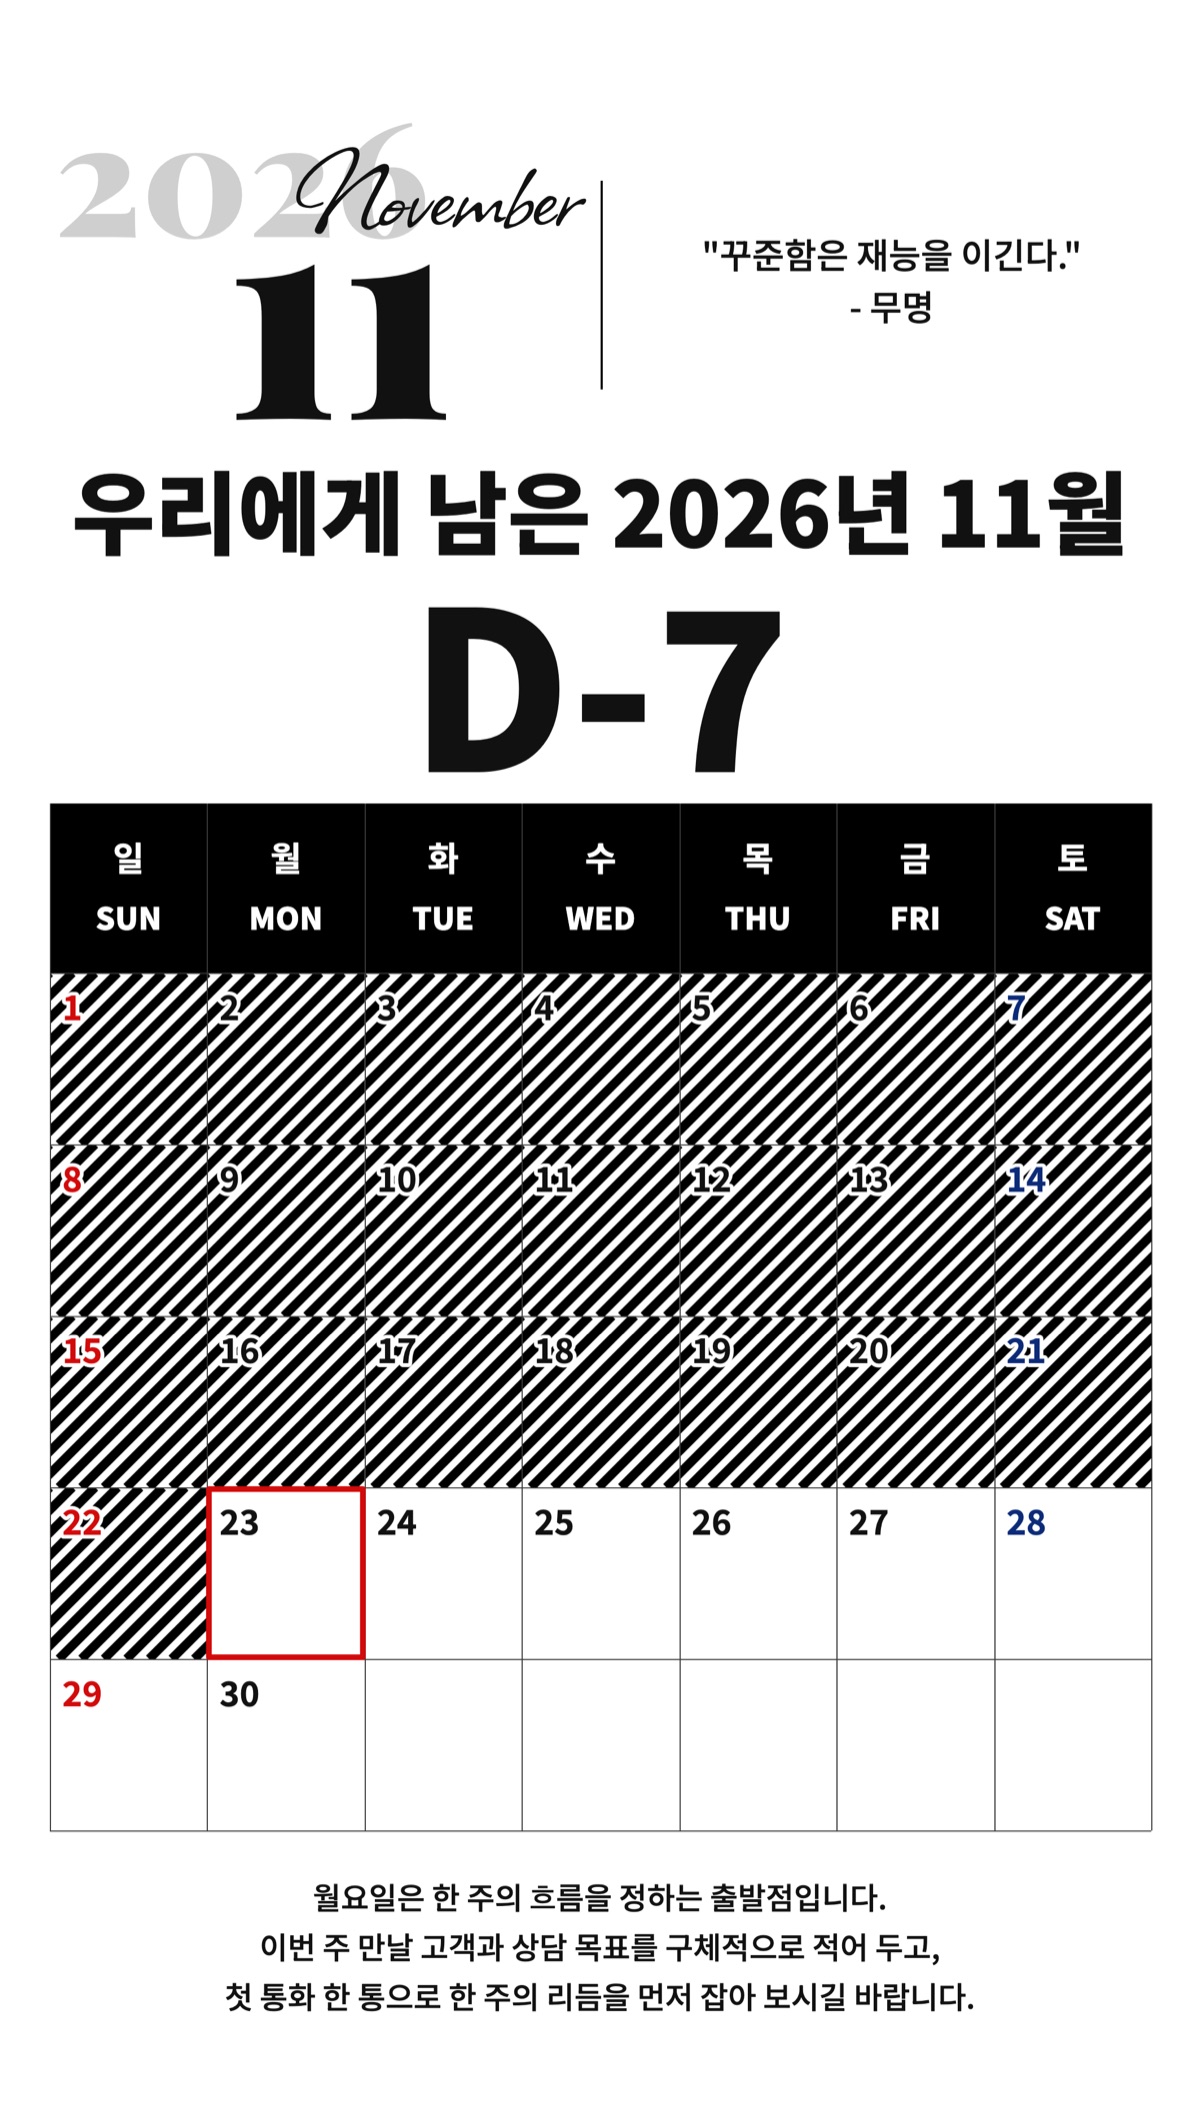 2026 November
11
"꾸준함은 재능을 이긴다."
- 무명
우리에게 남은 2026년 11월
D-7
일 월 화 수 목 금 토
SUN MON TUE WED THU FRI SAT
1 2 3 4 5 6 7
8 9 10 11 12 13 14
15 16 17 18 19 20 21
22 23 24 25 26 27 28
29 30
월요일은 한 주의 흐름을 정하는 출발점입니다.
이번 주 만날 고객과 상담 목표를 구체적으로 적어 두고,
첫 통화 한 통으로 한 주의 리듬을 먼저 잡아 보시길 바랍니다.